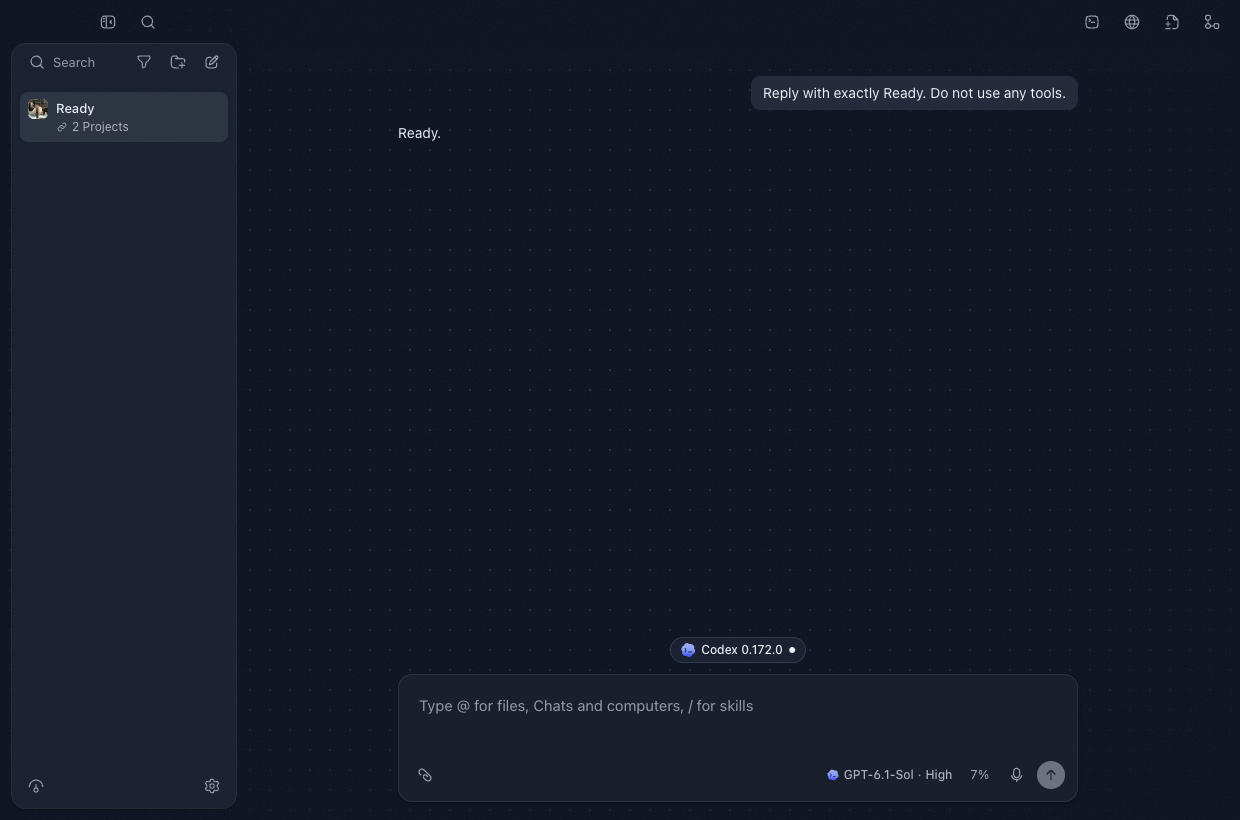 Search
Ready
2 Projects
Reply with exactly Ready. Do not use any tools.
Ready.
Codex 0.172.0
Type @ for files, Chats and computers, / for skills
GPT-6.1-Sol · High 7%